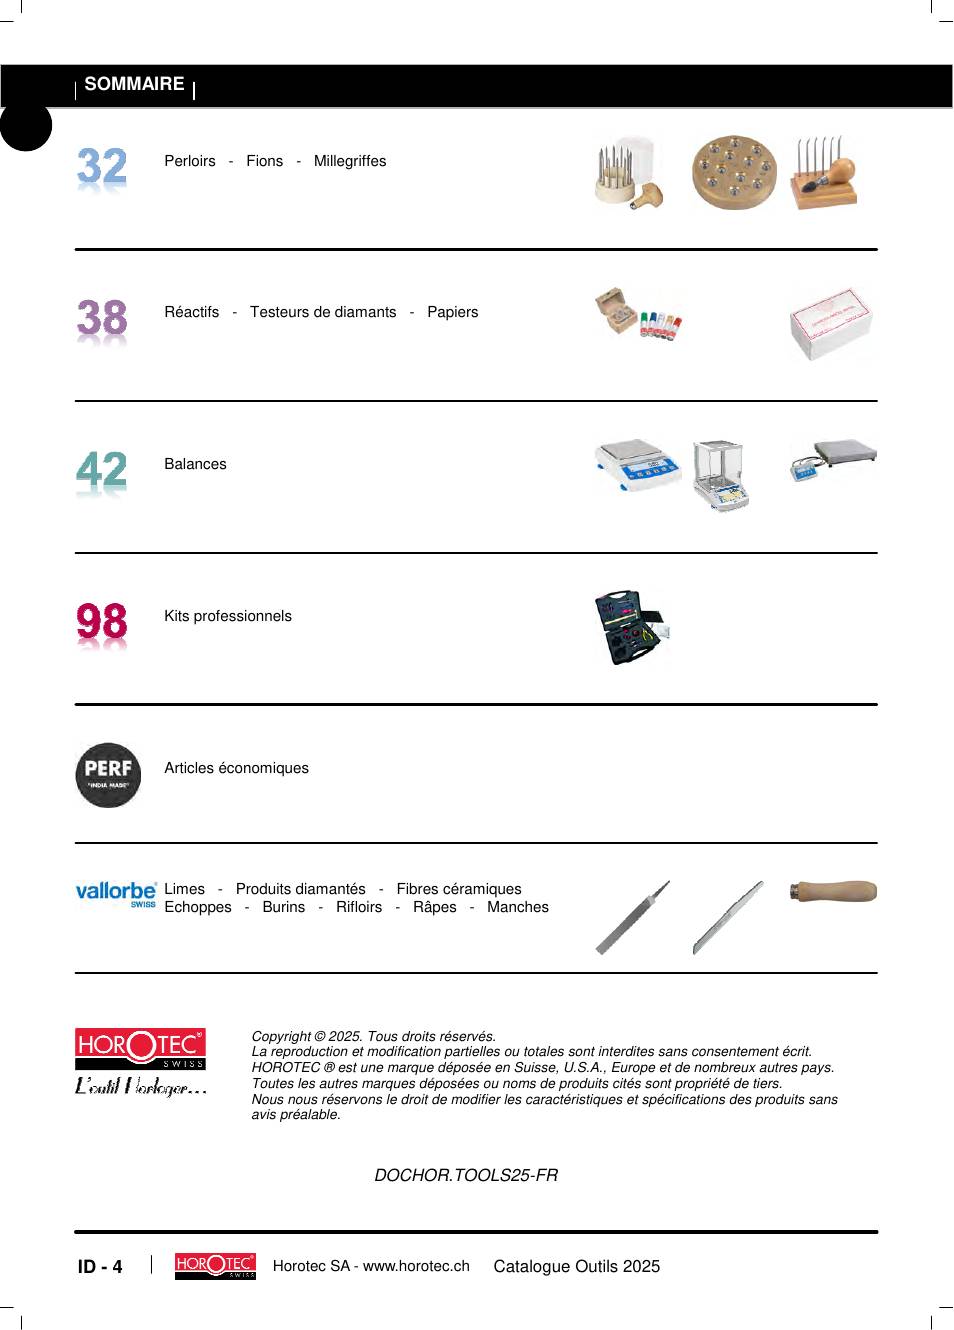 SOMMAIRE
32
Perloirs - Fions - Millegriffes
38
Réactifs - Testeurs de diamants - Papiers
42
Balances
98
Kits professionnels
PERF
"INDIA MADE"
Articles économiques
vallorbe®
SWISS
Limes - Produits diamantés - Fibres céramiques
Echoppes - Burins - Rifloirs - Râpes - Manches
HOROTEC®
SWISS
L'outil Horloger...
Copyright © 2025. Tous droits réservés.
La reproduction et modification partielles ou totales sont interdites sans consentement écrit.
HOROTEC ® est une marque déposée en Suisse, U.S.A., Europe et de nombreux autres pays.
Toutes les autres marques déposées ou noms de produits cités sont propriété de tiers.
Nous nous réservons le droit de modifier les caractéristiques et spécifications des produits sans
avis préalable.
DOCHOR.TOOLS25-FR
ID - 4
HOROTEC®
SWISS
Horotec SA - www.horotec.ch Catalogue Outils 2025